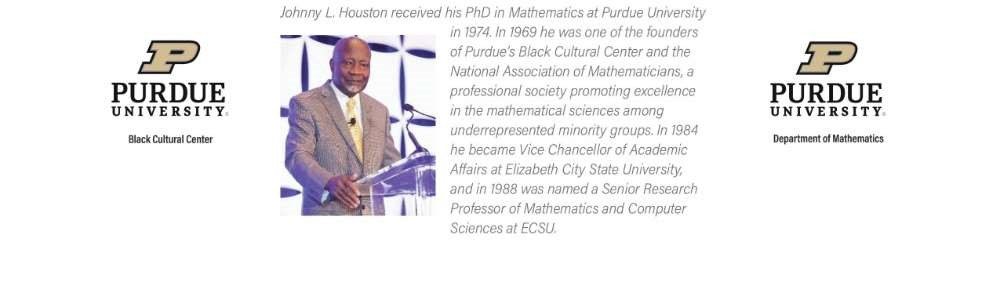 Johnny L. Houston received his PhD in Mathematics at Purdue University
in 1974. In 1969 he was one of the founders
of Purdue's Black Cultural Center and the
National Association of Mathematicians, a
professional society promoting excellence
in the mathematical sciences among
underrepresented minority groups. In 1984
he became Vice Chancellor of Academic
Affairs at Elizabeth City State University,
and in 1988 was named a Senior Research
Professor of Mathematics and Computer
Sciences at ECSU.
P
PURDUE
UNIVERSITY®
Black Cultural Center
P
PURDUE
UNIVERSITY®
Department of Mathematics